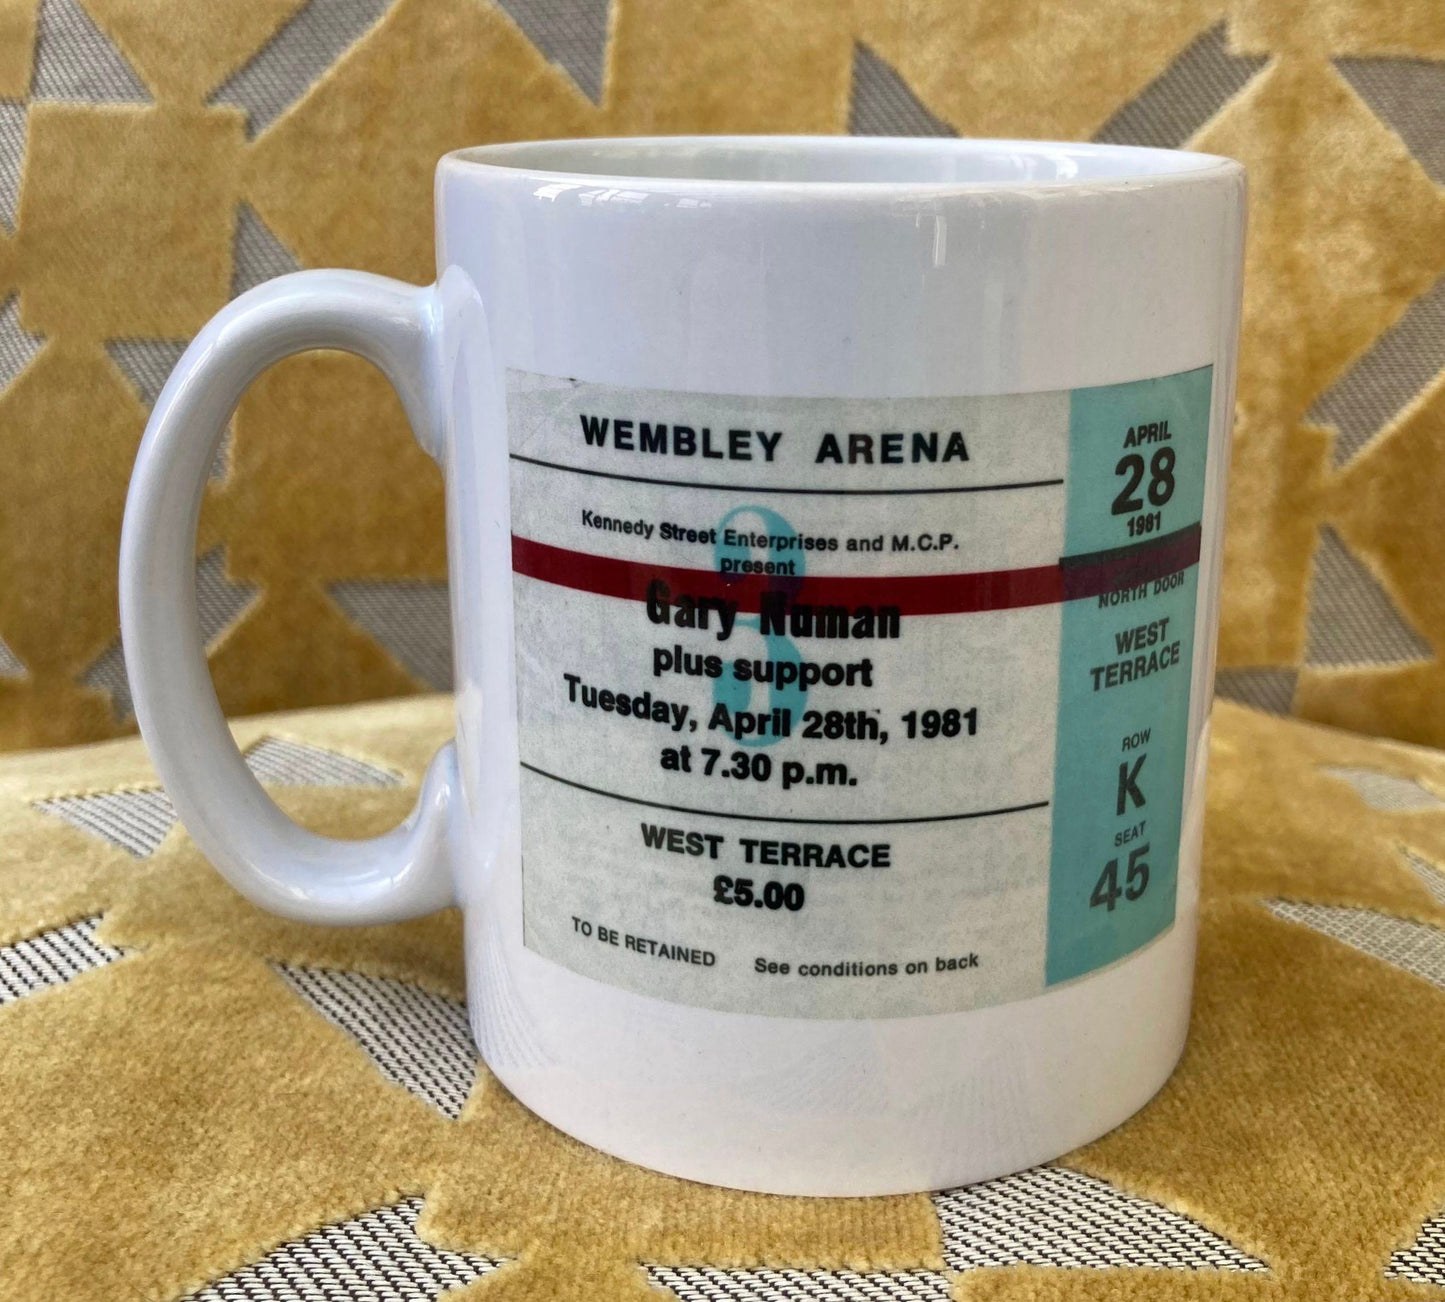 WEMBLEY ARENA
Kennedy Street Enterprises and M.C.P.
present
Gary Numan
plus support
Tuesday, April 28th, 1981
at 7.30 p.m.
WEST TERRACE
£5.00
TO BE RETAINED See conditions on back
3
APRIL
28
1981
NORTH DOOR
WEST
TERRACE
ROW
K
SEAT
45